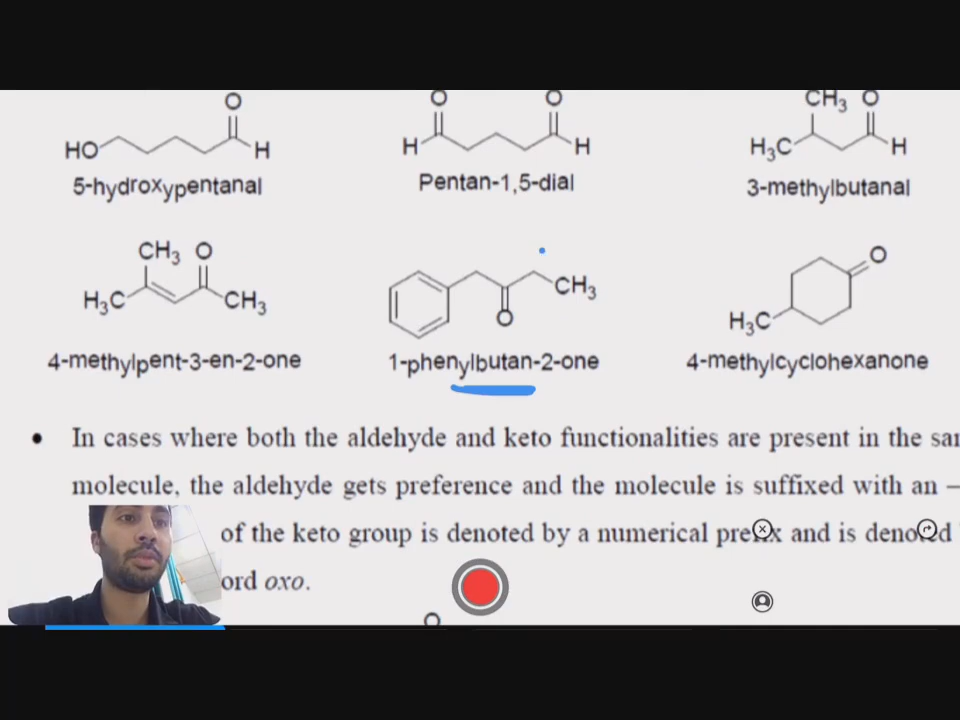 O O O CH3 O
HO H H H H3C H
5-hydroxypentanal Pentan-1,5-dial 3-methylbutanal
CH3 O O
H3C CH3 O CH3 H3C
4-methylpent-3-en-2-one 1-phenylbutan-2-one 4-methylcyclohexanone
• In cases where both the aldehyde and keto functionalities are present in the
molecule, the aldehyde gets preference and the molecule is suffixed with an –
of the keto group is denoted by a numerical prefix and is denoted
oxo.
O